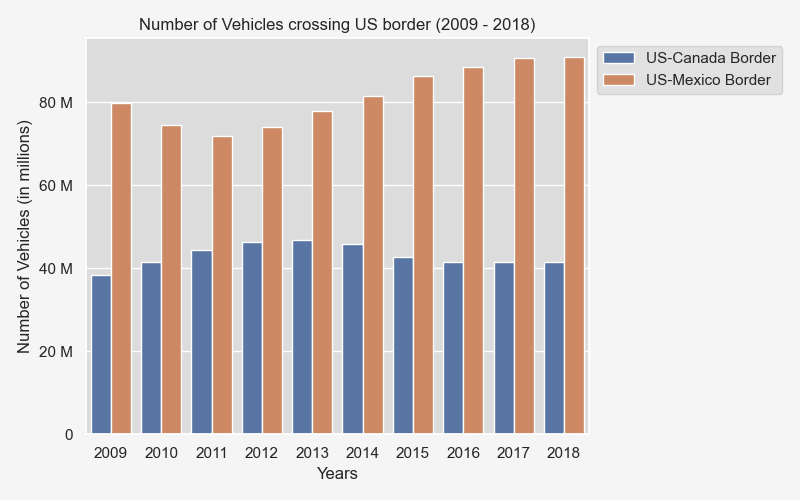 Number of Vehicles crossing US border (2009 - 2018)
US-Canada Border
US-Mexico Border
Number of Vehicles (in millions)
80 M
60 M
40 M
20 M
0
2009 2010 2011 2012 2013 2014 2015 2016 2017 2018
Years